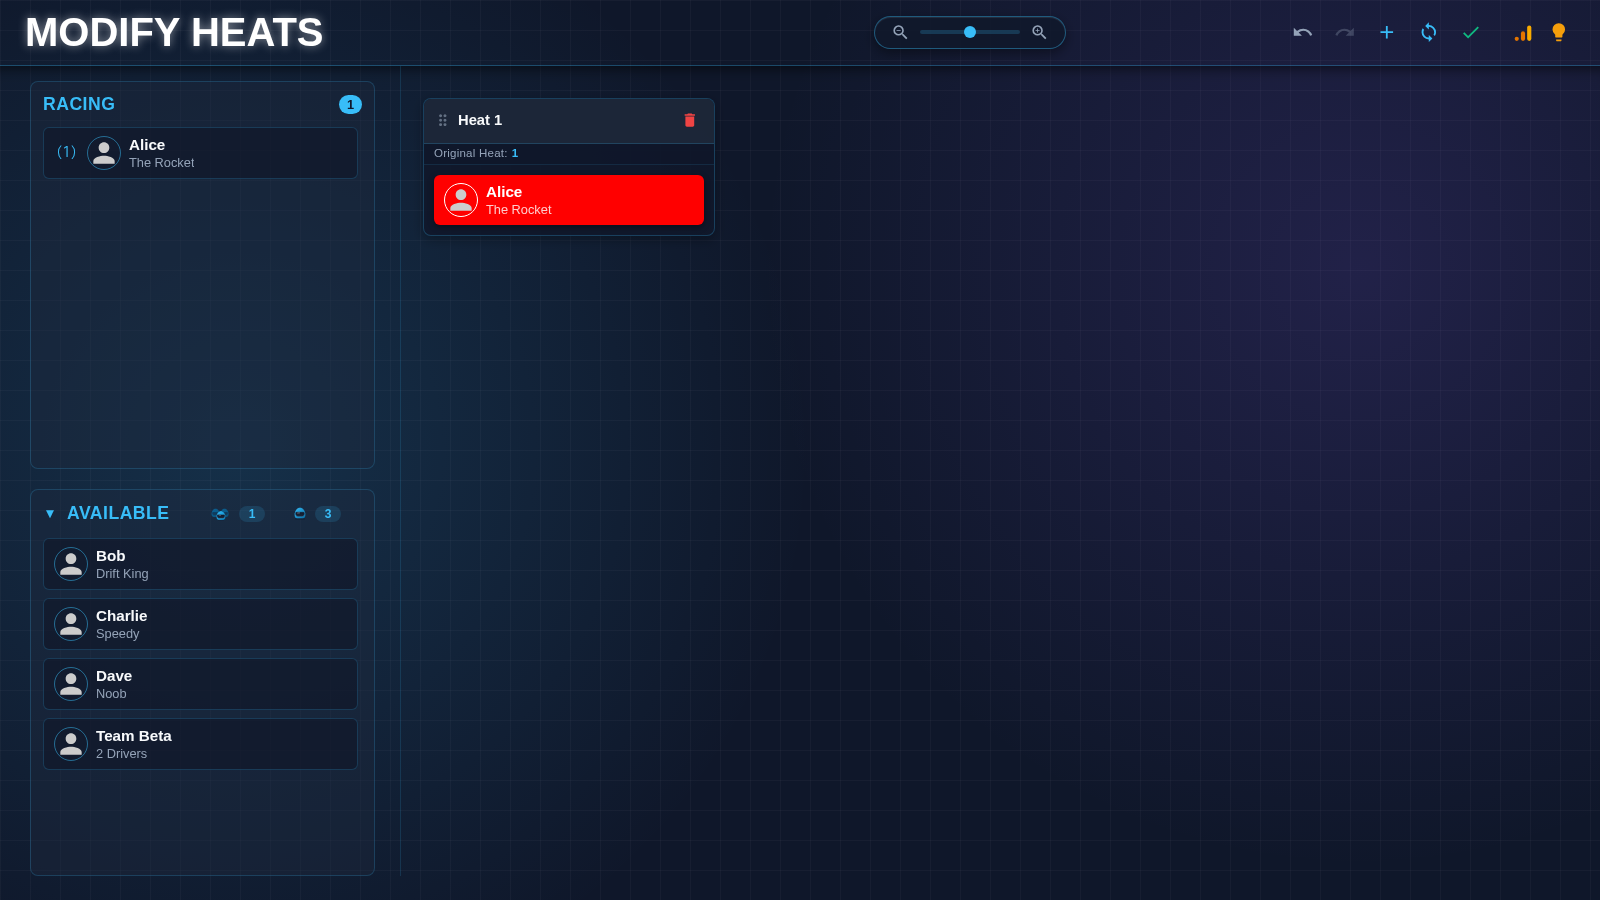 MODIFY HEATS
RACING
1
(1)
Alice
The Rocket
AVAILABLE
1
3
Bob
Drift King
Charlie
Speedy
Dave
Noob
Team Beta
2 Drivers
Heat 1
Original Heat: 1
Alice
The Rocket